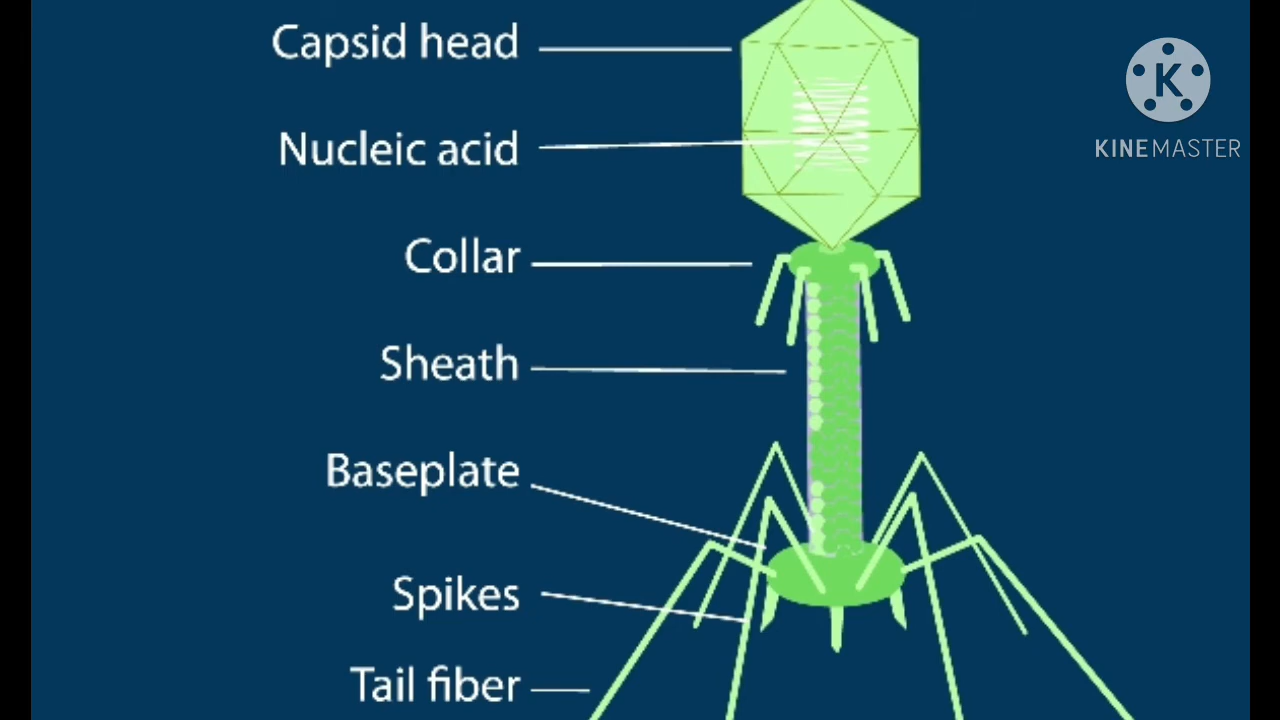 Capsid head
Nucleic acid
Collar
Sheath
Baseplate
Spikes
Tail fiber
K
KINEMASTER